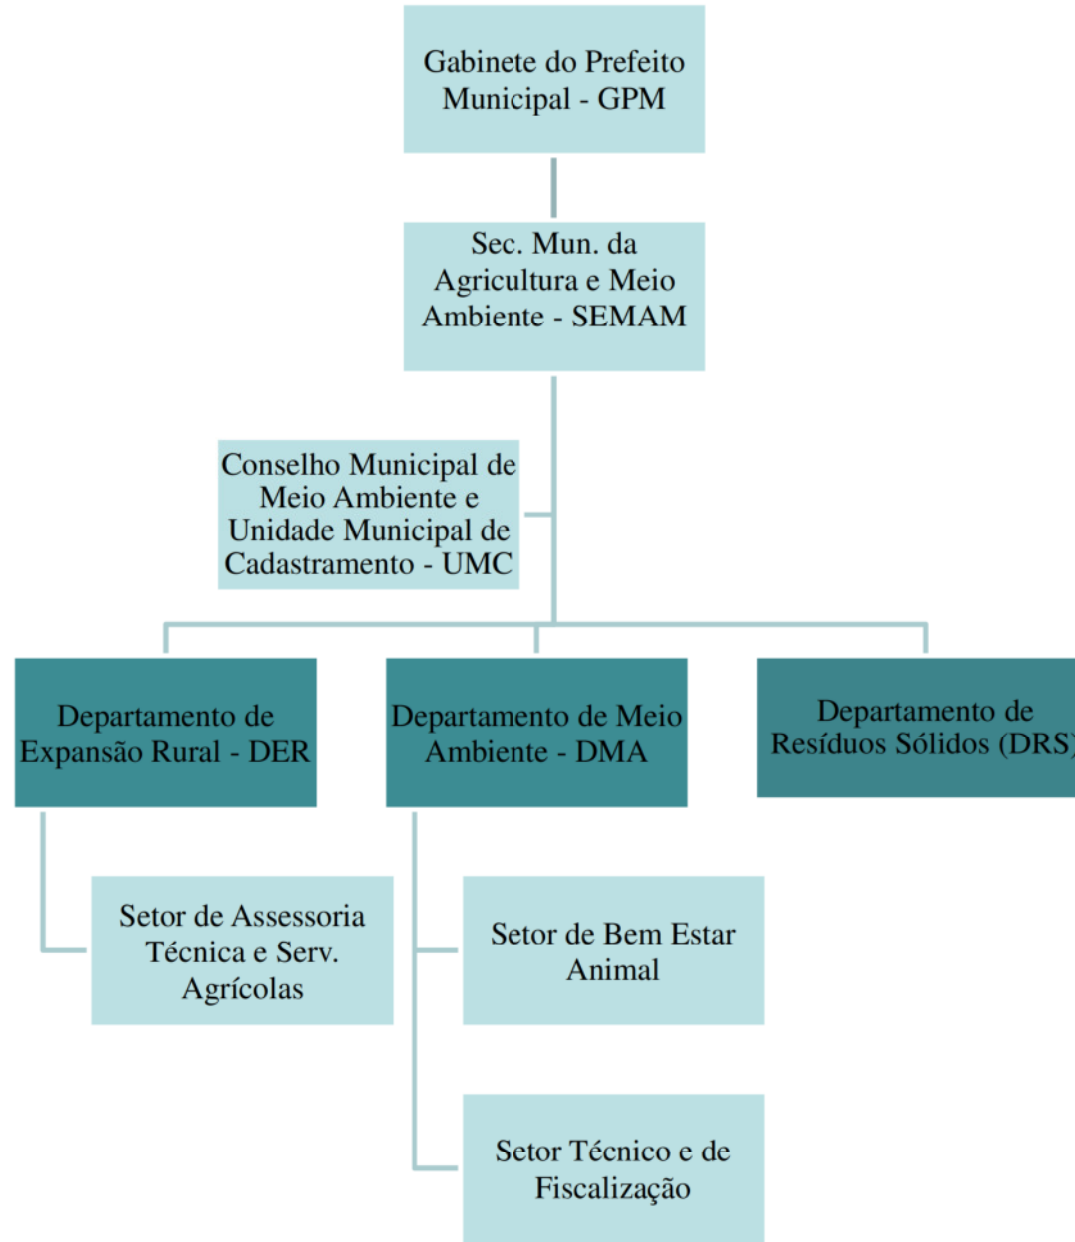 Gabinete do Prefeito
Municipal - GPM
Sec. Mun. da
Agricultura e Meio
Ambiente - SEMAM
Conselho Municipal de
Meio Ambiente e
Unidade Municipal de
Cadastramento - UMC
Departamento de
Expansão Rural - DER
Departamento de Meio
Ambiente - DMA
Departamento de
Resíduos Sólidos (DRS)
Setor de Assessoria
Técnica e Serv.
Agrícolas
Setor de Bem Estar
Animal
Setor Técnico e de
Fiscalização